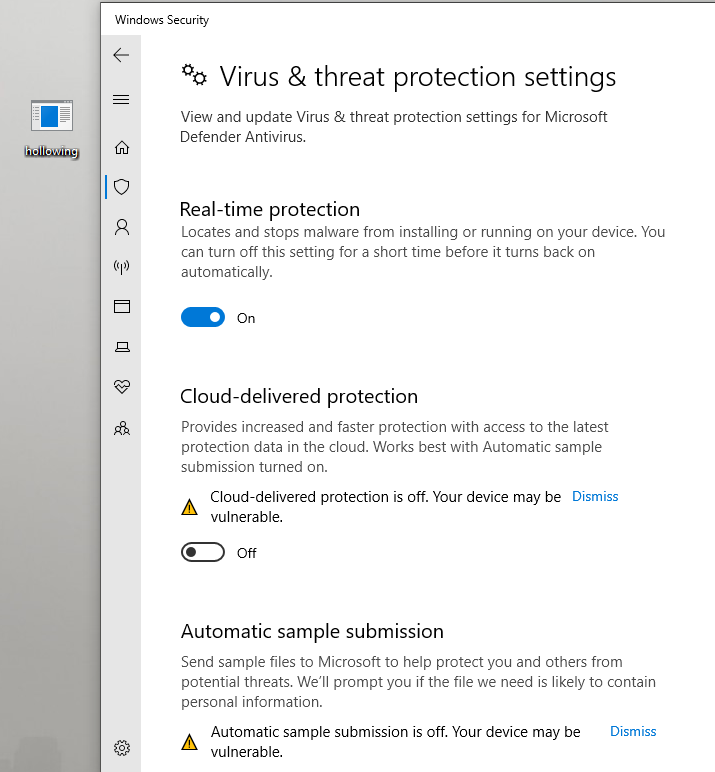 Windows Security
hollowing
Virus & threat protection settings
View and update Virus & threat protection settings for Microsoft
Defender Antivirus.
Real-time protection
Locates and stops malware from installing or running on your device. You
can turn off this setting for a short time before it turns back on
automatically.
On
Cloud-delivered protection
Provides increased and faster protection with access to the latest
protection data in the cloud. Works best with Automatic sample
submission turned on.
Cloud-delivered protection is off. Your device may be Dismiss
vulnerable.
Off
Automatic sample submission
Send sample files to Microsoft to help protect you and others from
potential threats. We’ll prompt you if the file we need is likely to contain
personal information.
Automatic sample submission is off. Your device may be Dismiss
vulnerable.